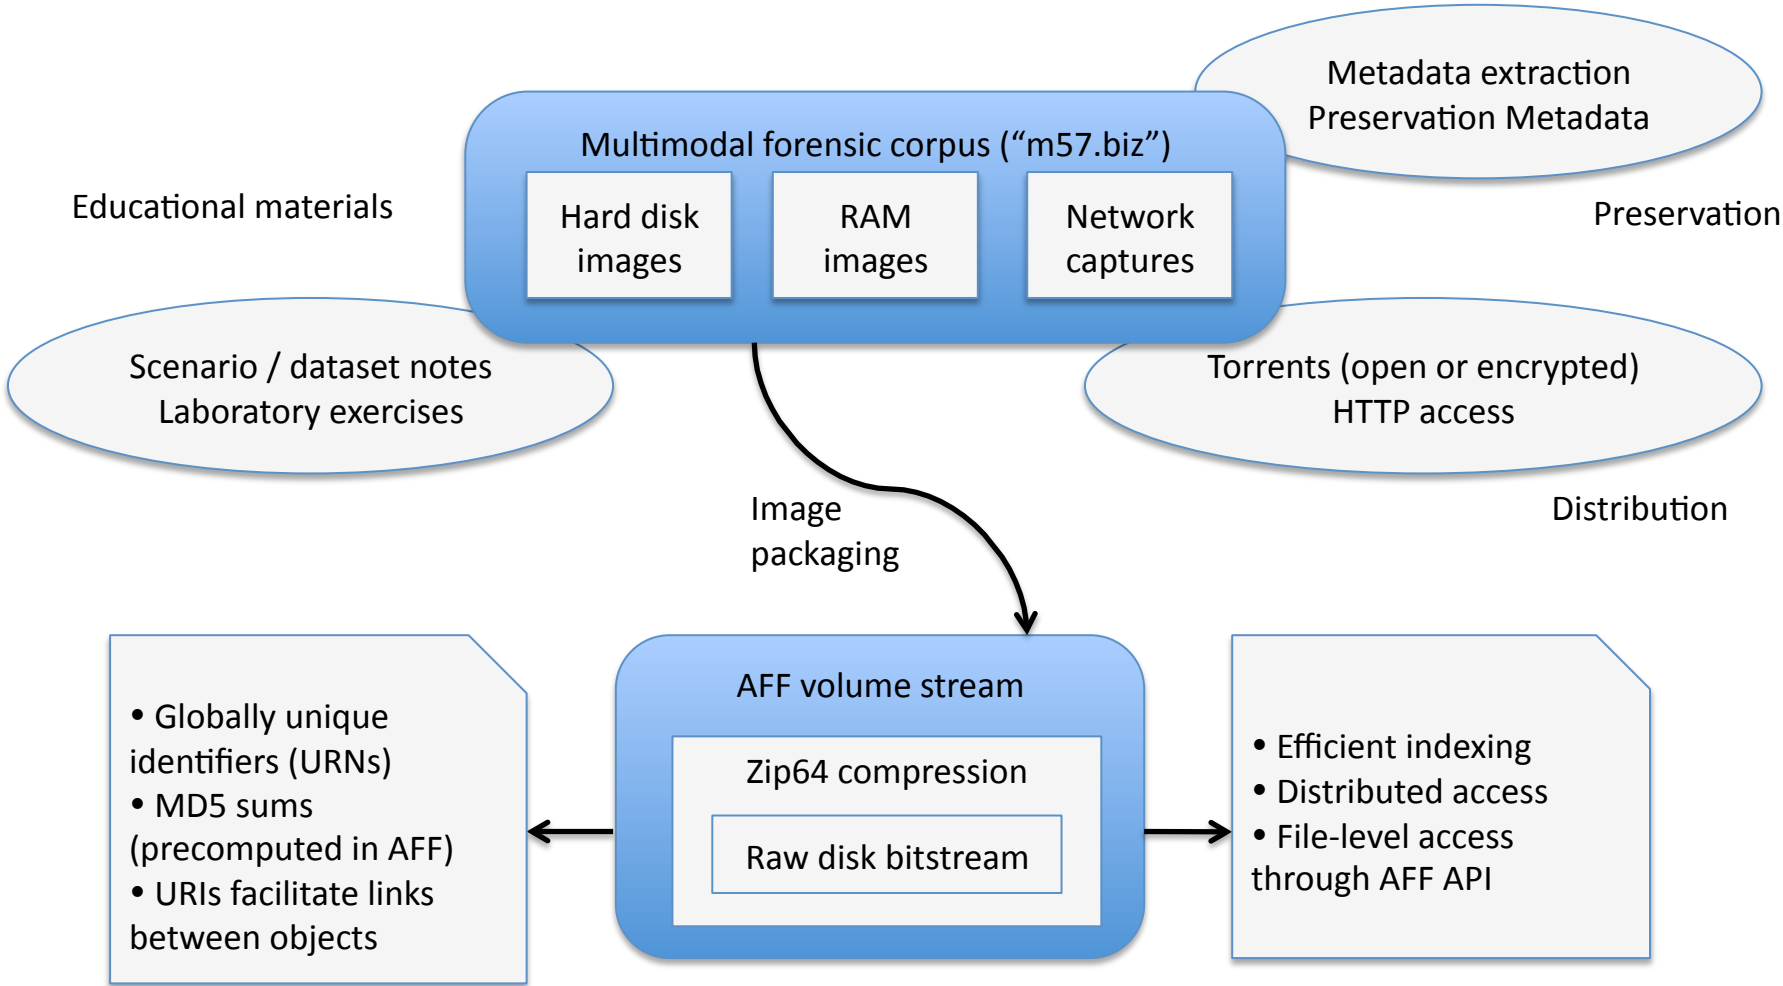 Metadata extraction
Preservation Metadata
Multimodal forensic corpus (“m57.biz”)
Educational materials
Hard disk
images
RAM
images
Network
captures
Preservation
Scenario / dataset notes
Laboratory exercises
Torrents (open or encrypted)
HTTP access
Image
packaging
Distribution
AFF volume stream
Zip64 compression
Raw disk bitstream
• Globally unique
identifiers (URNs)
• MD5 sums
(precomputed in AFF)
• URIs facilitate links
between objects
• Efficient indexing
• Distributed access
• File-level access
through AFF API